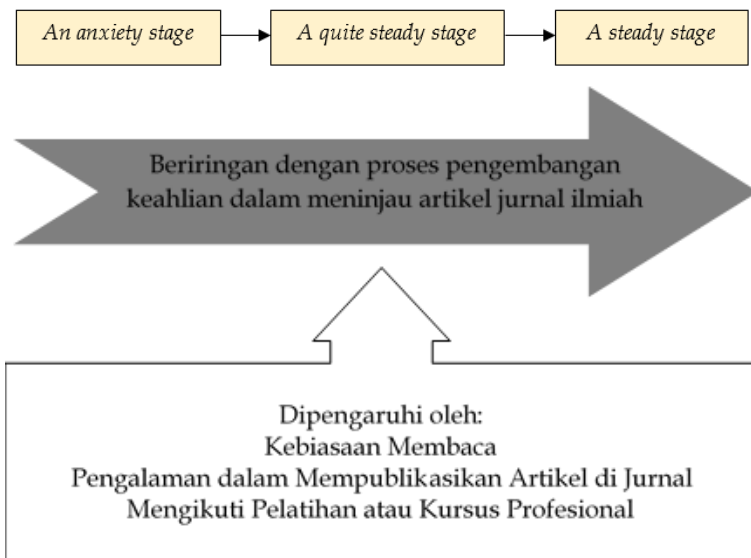 An anxiety stage
A quite steady stage
A steady stage
Beriringan dengan proses pengembangan
keahlian dalam meninjau artikel jurnal ilmiah
Dipengaruhi oleh:
Kebiasaan Membaca
Pengalaman dalam Mempublikasikan Artikel di Jurnal
Mengikuti Pelatihan atau Kursus Profesional